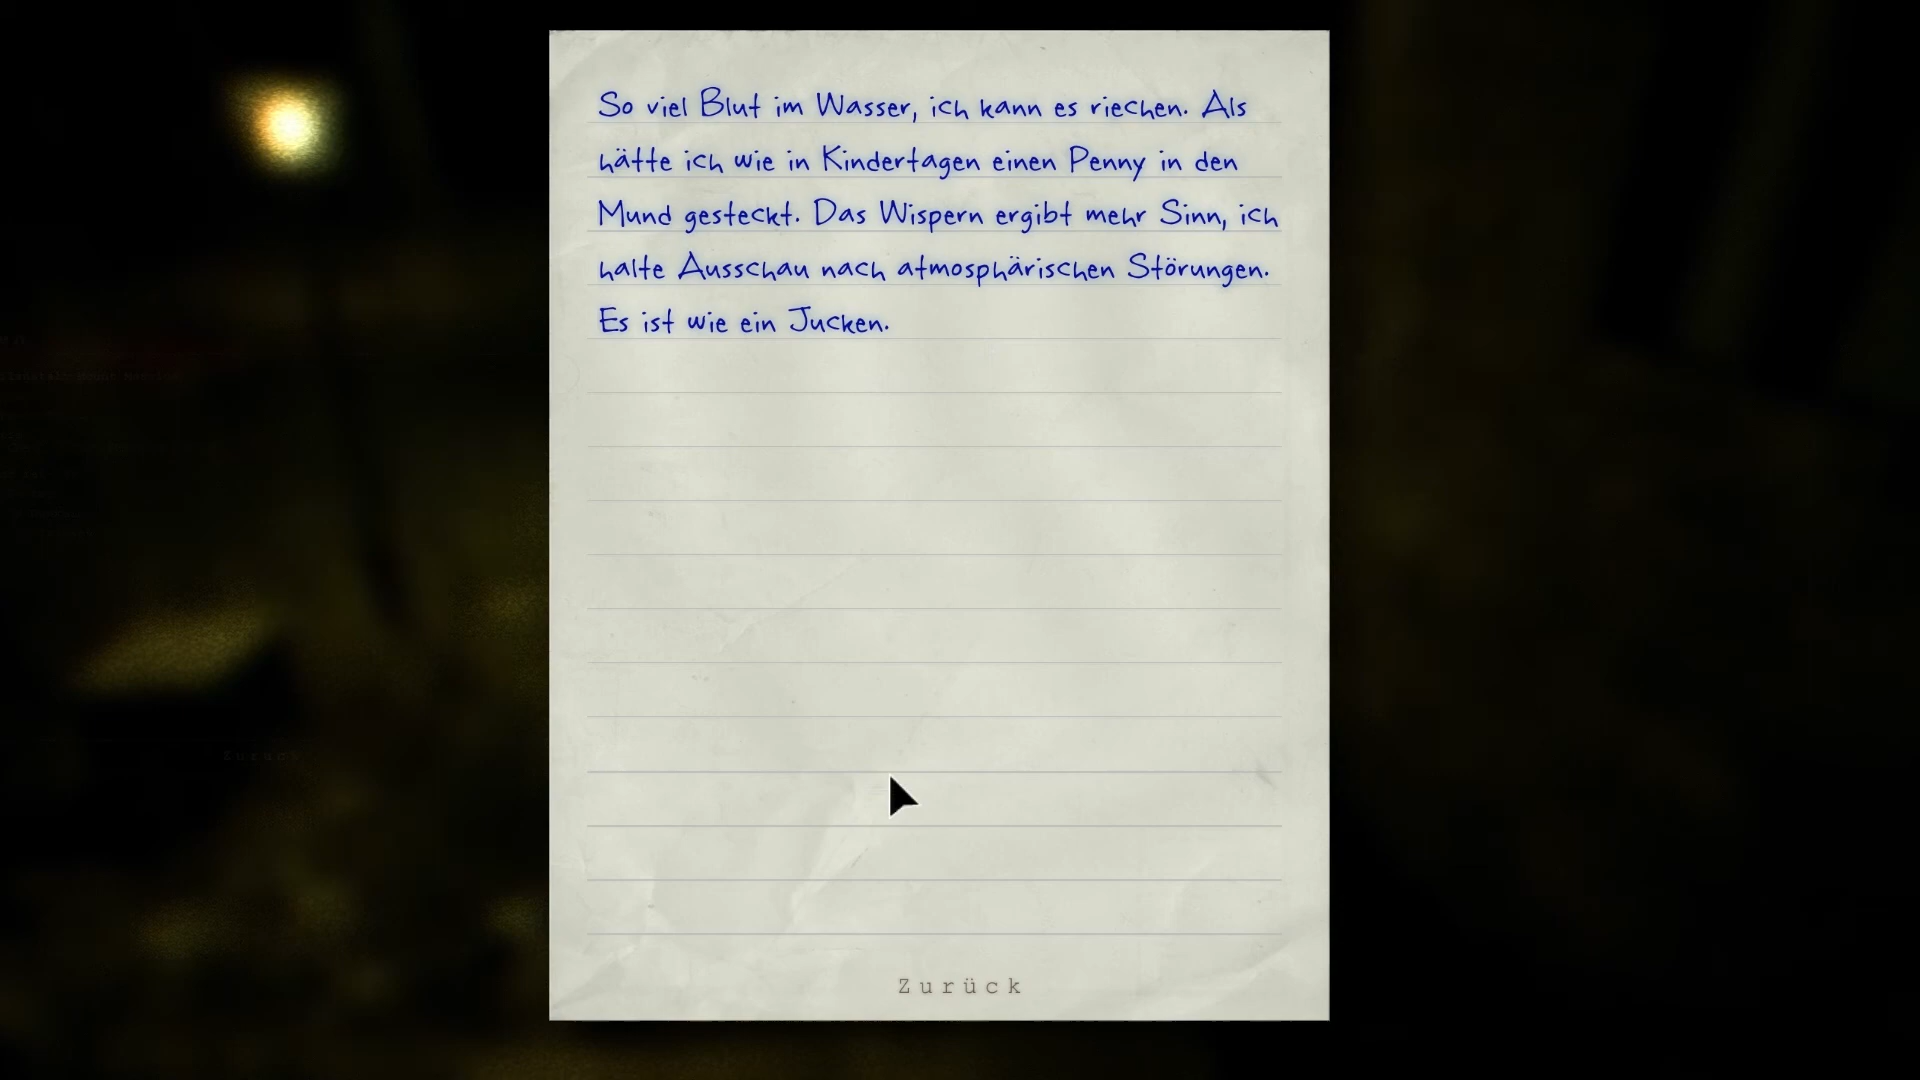 So viel Blut im Wasser, ich kann es riechen. Als
hätte ich wie in Kindertagen einen Penny in den
Mund gesteckt. Das Wispern ergibt mehr Sinn, ich
halte Ausschau nach atmosphärischen Störungen.
Es ist wie ein Jucken.
Zurück
Zurück